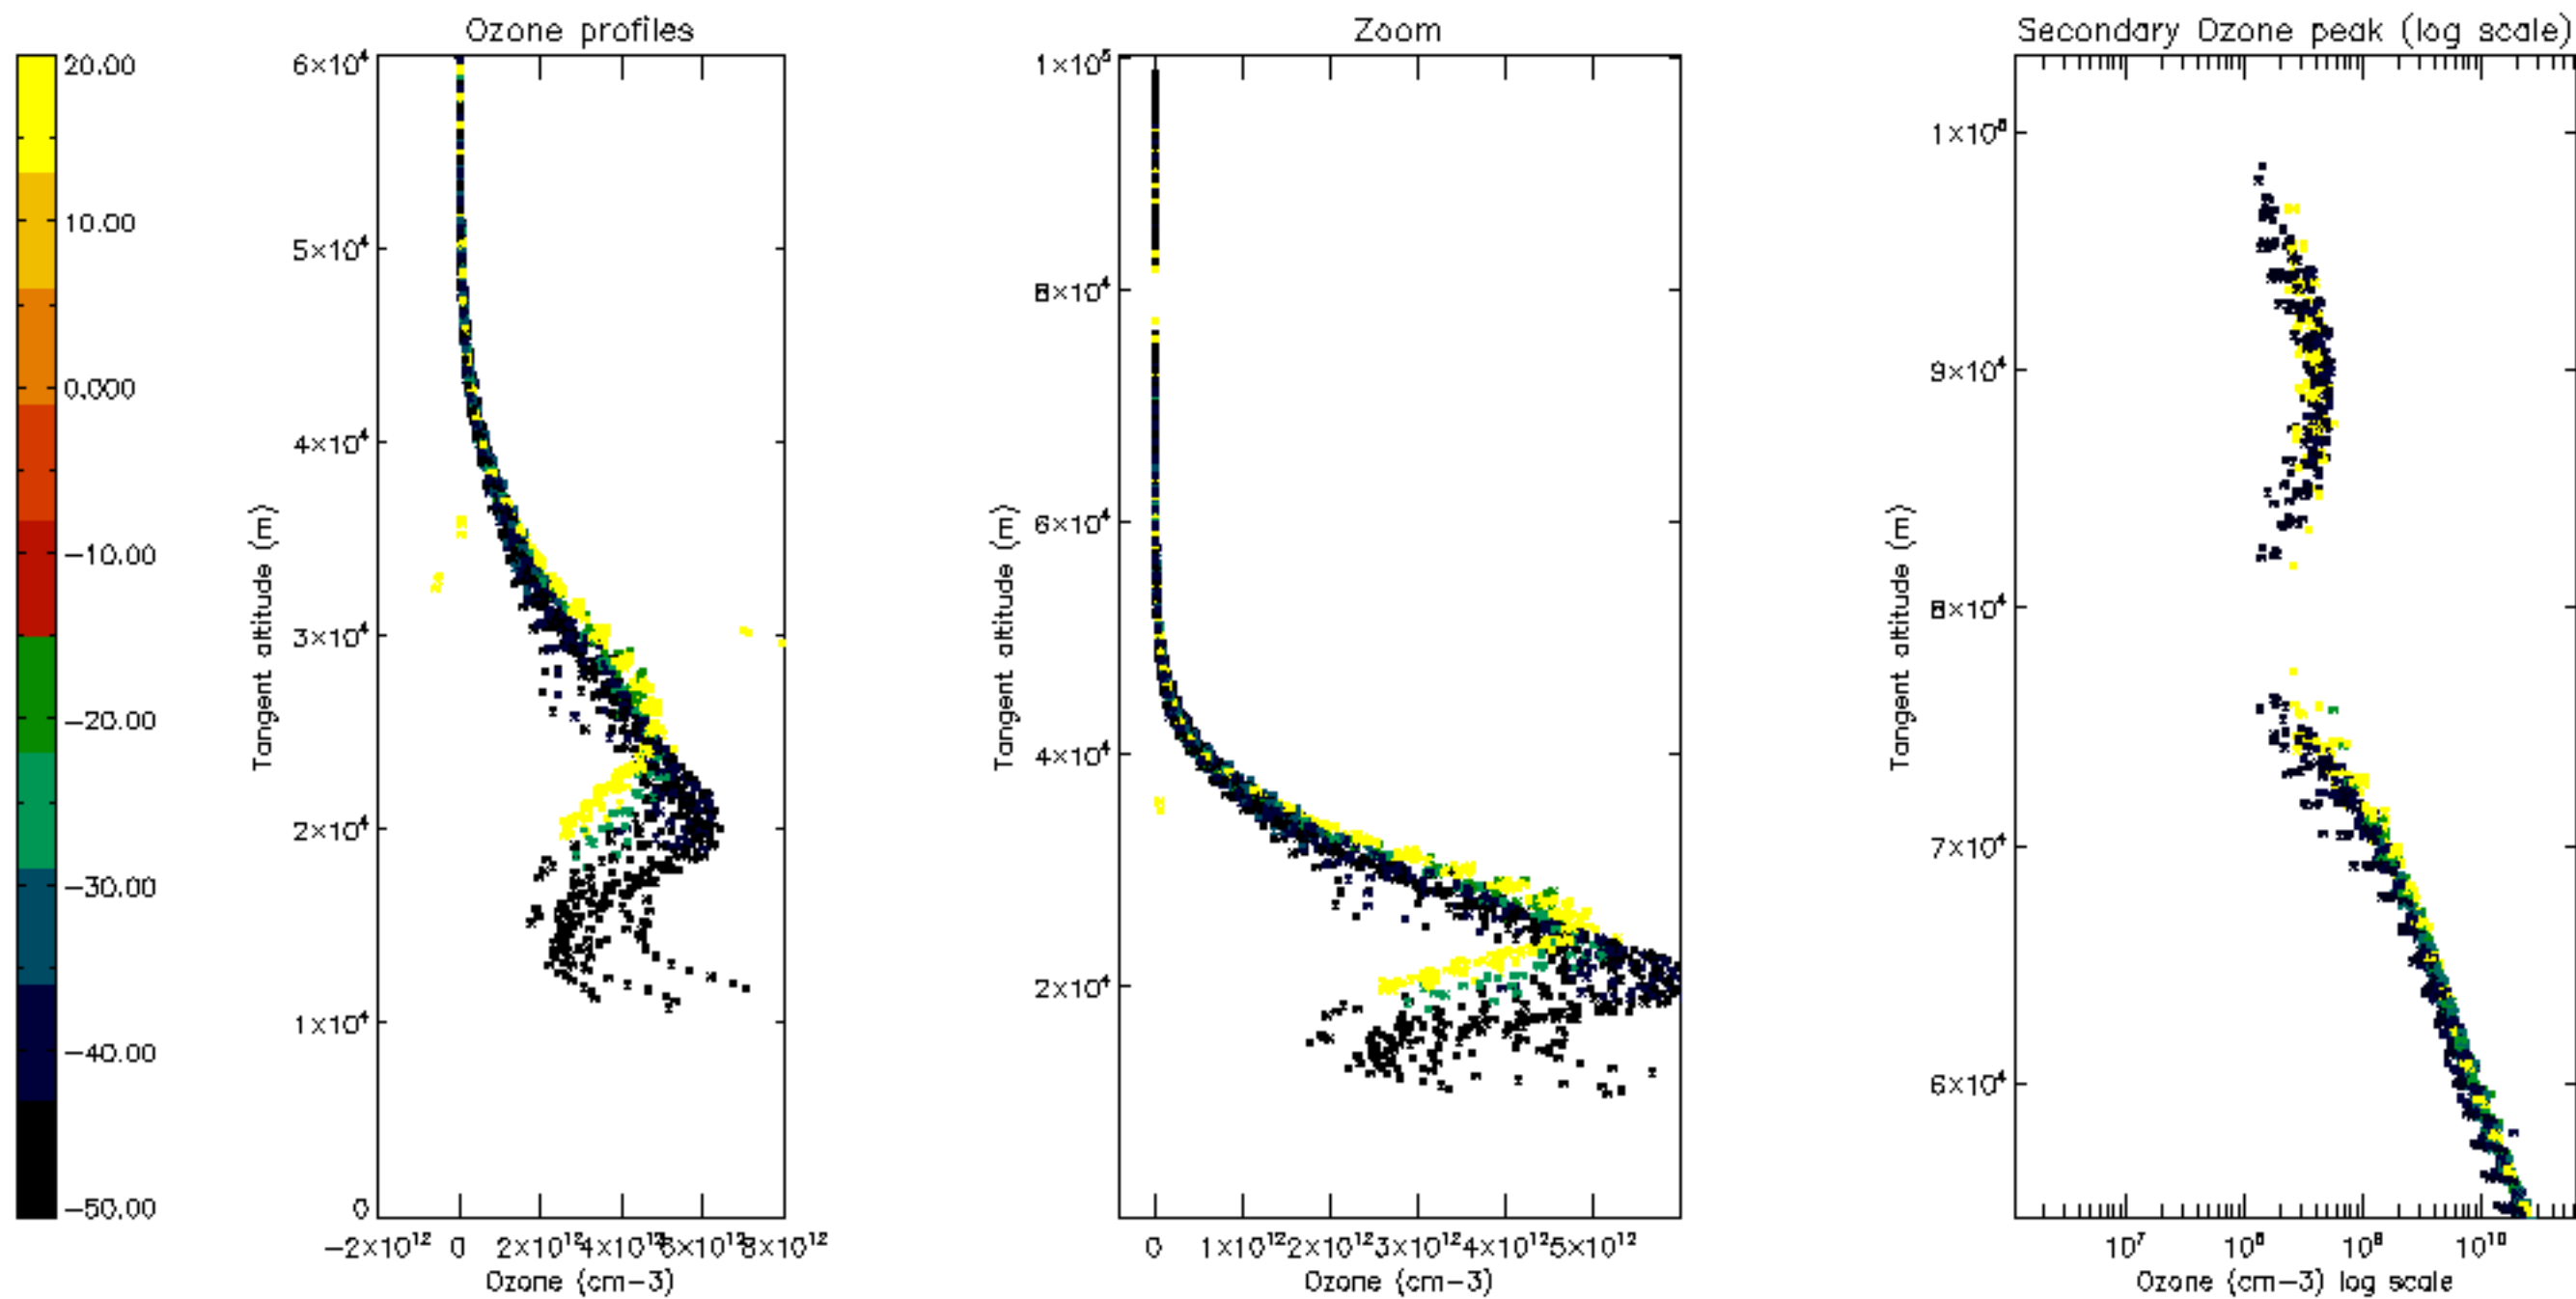 Ozone profiles
Zoom
Secondary Ozone peak (log scale)
20.00
10.00
0.000
−10.00
−20.00
−30.00
−40.00
−50.00
Tangent altitude (m)
6×10⁴
5×10⁴
4×10⁴
3×10⁴
2×10⁴
1×10⁴
0
−2×10¹² 0 2×10¹² 4×10¹² 6×10¹² 8×10¹²
Ozone (cm−3)
Tangent altitude (m)
1×10⁵
8×10⁴
6×10⁴
4×10⁴
2×10⁴
0 1×10¹² 2×10¹² 3×10¹² 4×10¹² 5×10¹²
Ozone (cm−3)
Tangent altitude (m)
9×10⁴
8×10⁴
7×10⁴
6×10⁴
10⁷ 10⁸ 10⁹ 10¹⁰
Ozone (cm−3) log scale